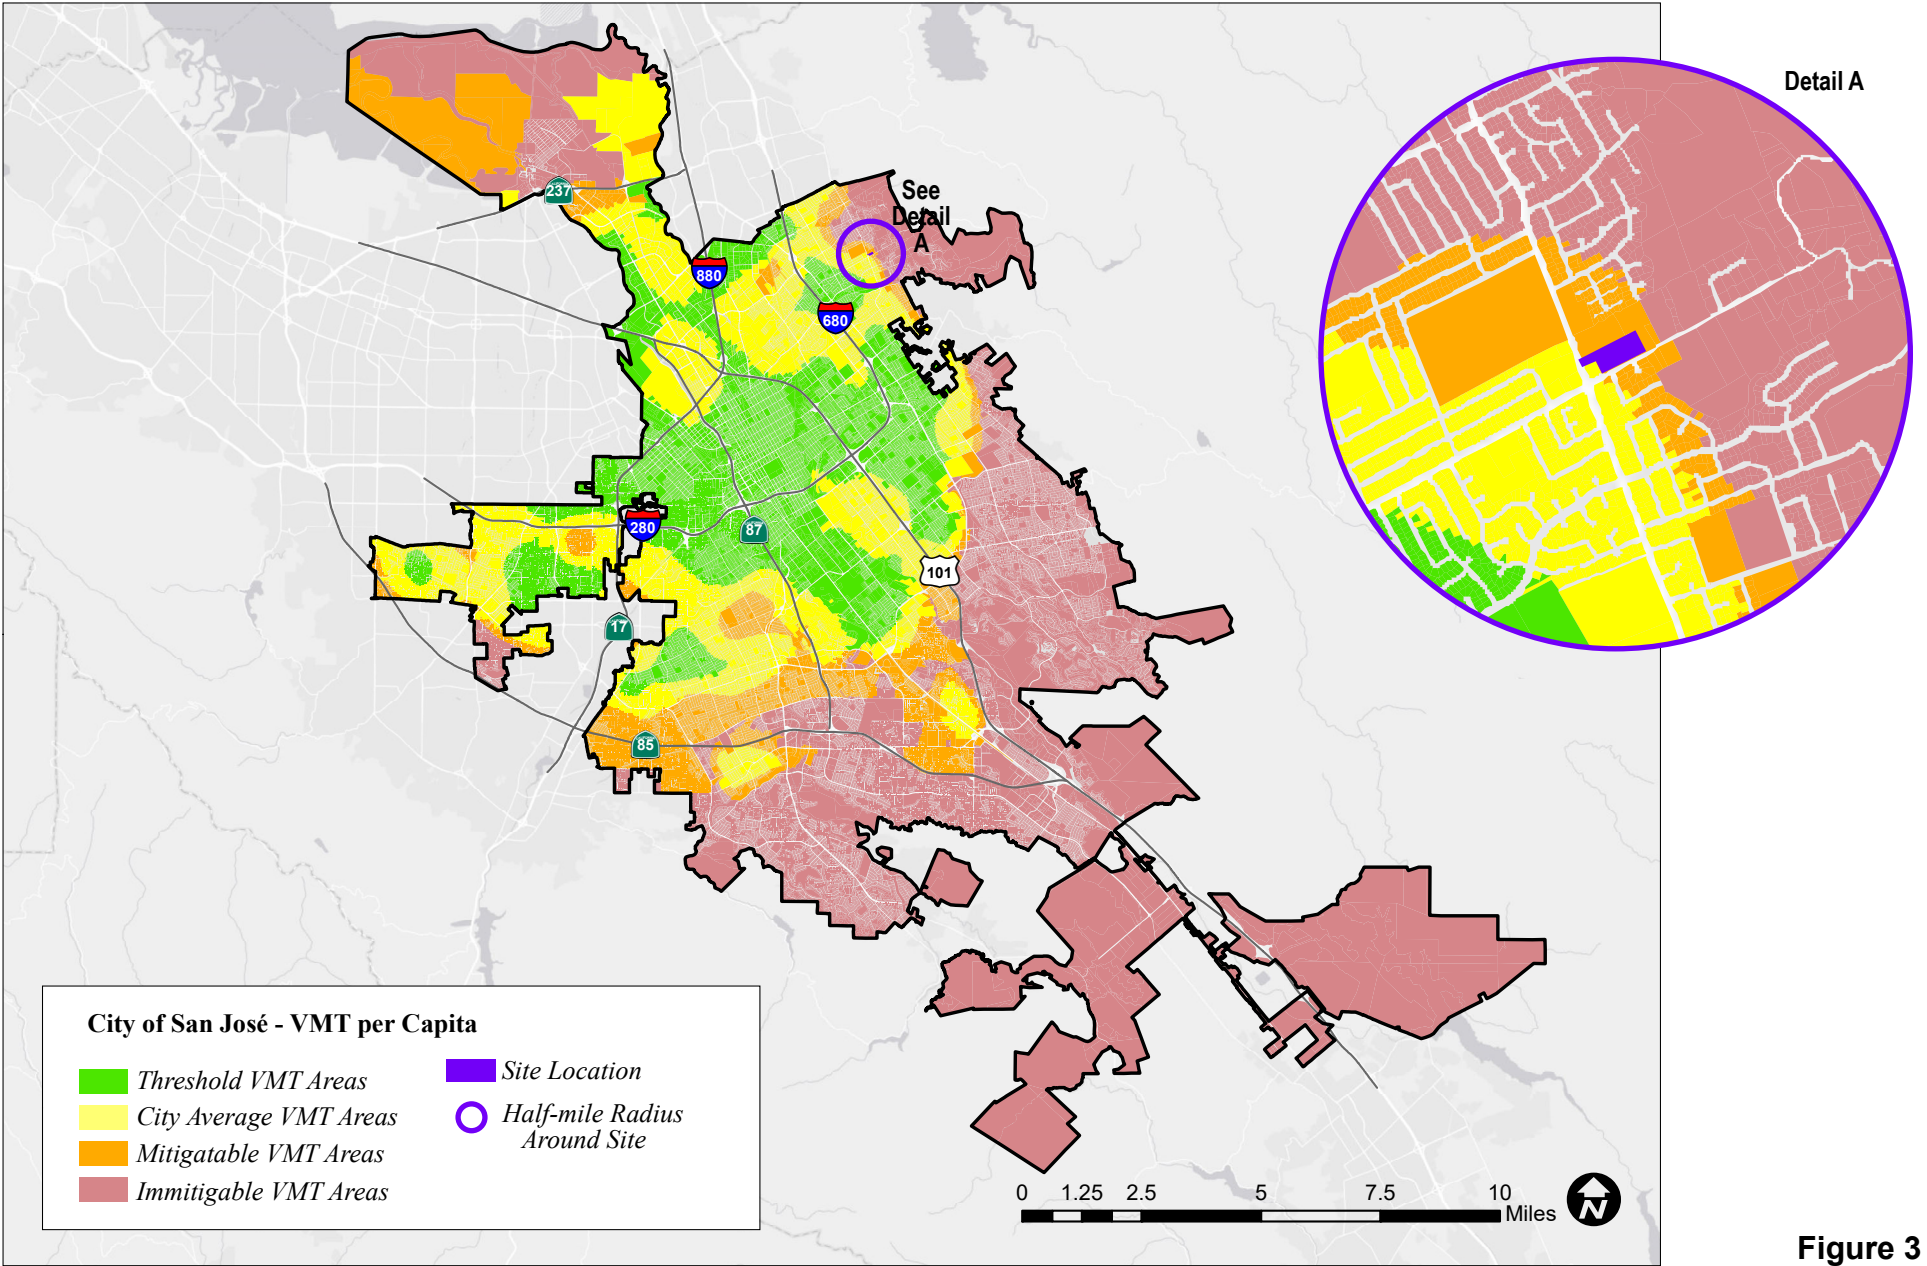 Detail A
See
Detail
A
237
880
680
280
87
101
17
85
City of San José - VMT per Capita
Threshold VMT Areas
City Average VMT Areas
Mitigatable VMT Areas
Immitigable VMT Areas
Site Location
Half-mile Radius
Around Site
0 1.25 2.5 5 7.5 10
Miles
N
Figure 3